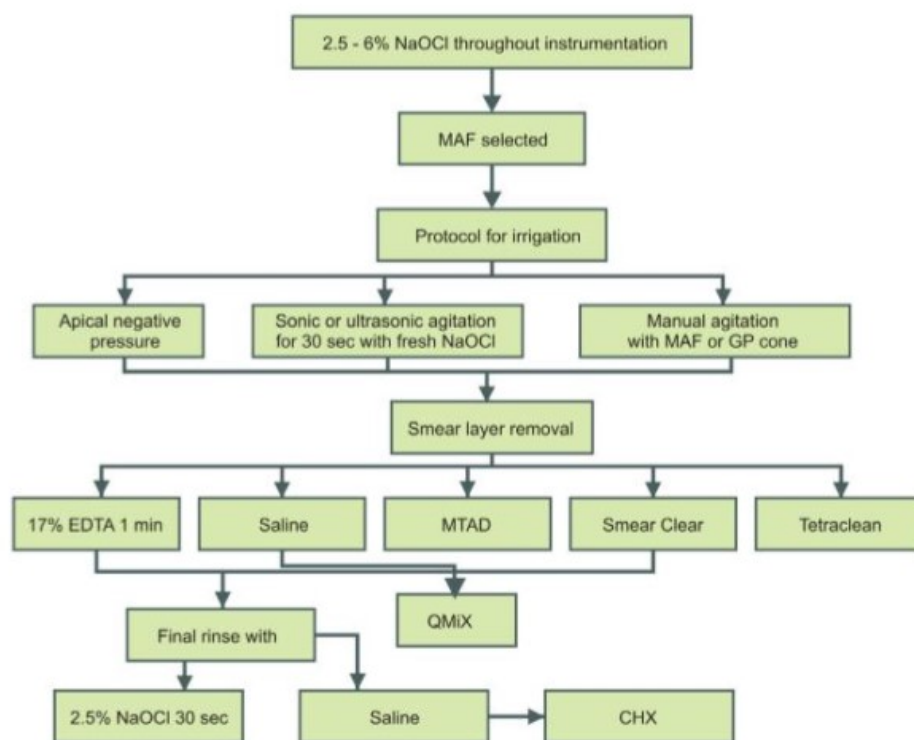 2.5 - 6% NaOCl throughout instrumentation
MAF selected
Protocol for irrigation
Apical negative
pressure
Sonic or ultrasonic agitation
for 30 sec with fresh NaOCl
Manual agitation
with MAF or GP cone
Smear layer removal
17% EDTA 1 min
Saline
MTAD
Smear Clear
Tetraclean
QMiX
Final rinse with
2.5% NaOCl 30 sec
Saline
CHX